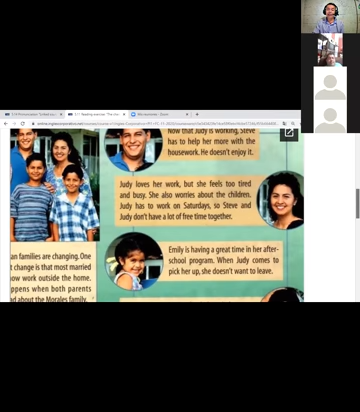 Now that Judy is working, Steve
has to help her more with the
housework. He doesn't enjoy it.
Judy loves her work, but she feels too tired
and busy. She also worries about the children.
Judy has to work on Saturdays, so Steve and
Judy don't have a lot of free time together.
an families are changing. One
t change is that most married
ow work outside the home.
ppens when both parents
nd about the Morales family.
Emily is having a great time in her after-
school program. When Judy comes to
pick her up, she doesn't want to leave.